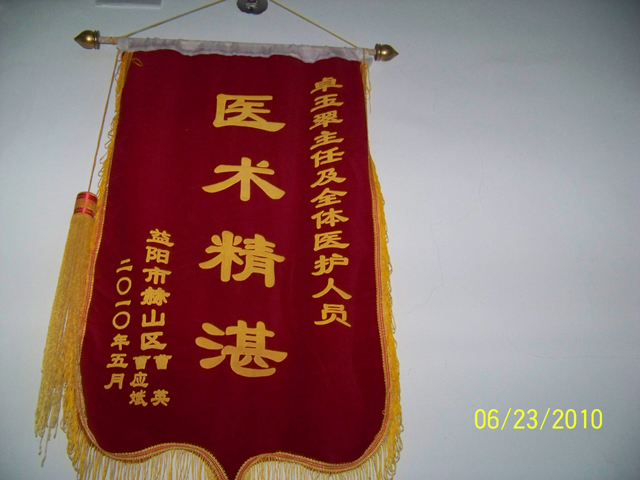 卓玉翠主任及全体医护人员
医术精湛
益阳市赫山区曹英
曹应斌
二〇一〇年五月
06/23/2010